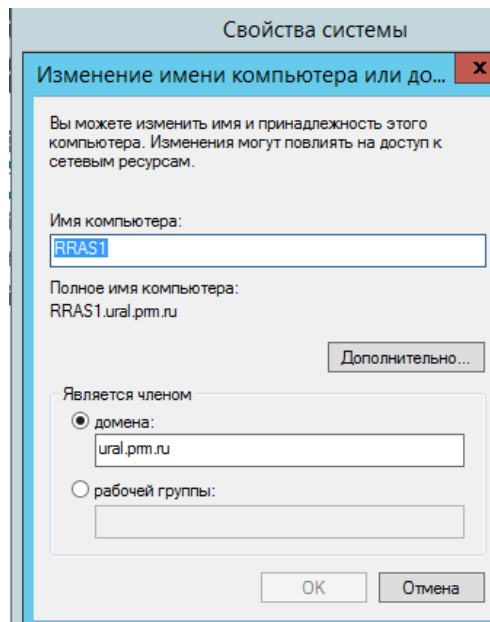 Свойства системы
Изменение имени компьютера или до...
x
Вы можете изменить имя и принадлежность этого
компьютера. Изменения могут повлиять на доступ к
сетевым ресурсам.
Имя компьютера:
RRAS1
Полное имя компьютера:
RRAS1.ural.prm.ru
Дополнительно...
Является членом
домена:
ural.prm.ru
рабочей группы:
OK
Отмена